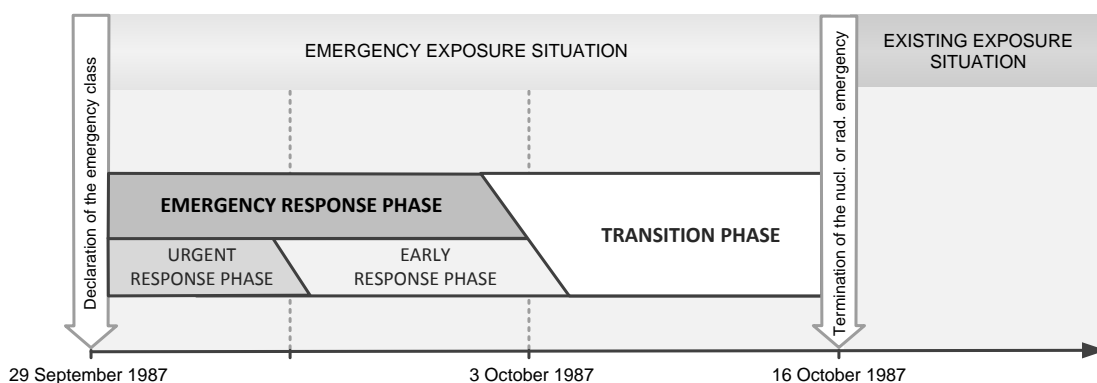 EMERGENCY EXPOSURE SITUATION
EXISTING EXPOSURE
SITUATION
Declaration of the emergency class
Termination of the nucl. or rad. emergency
EMERGENCY RESPONSE PHASE
TRANSITION PHASE
URGENT
RESPONSE PHASE
EARLY
RESPONSE PHASE
29 September 1987
3 October 1987
16 October 1987